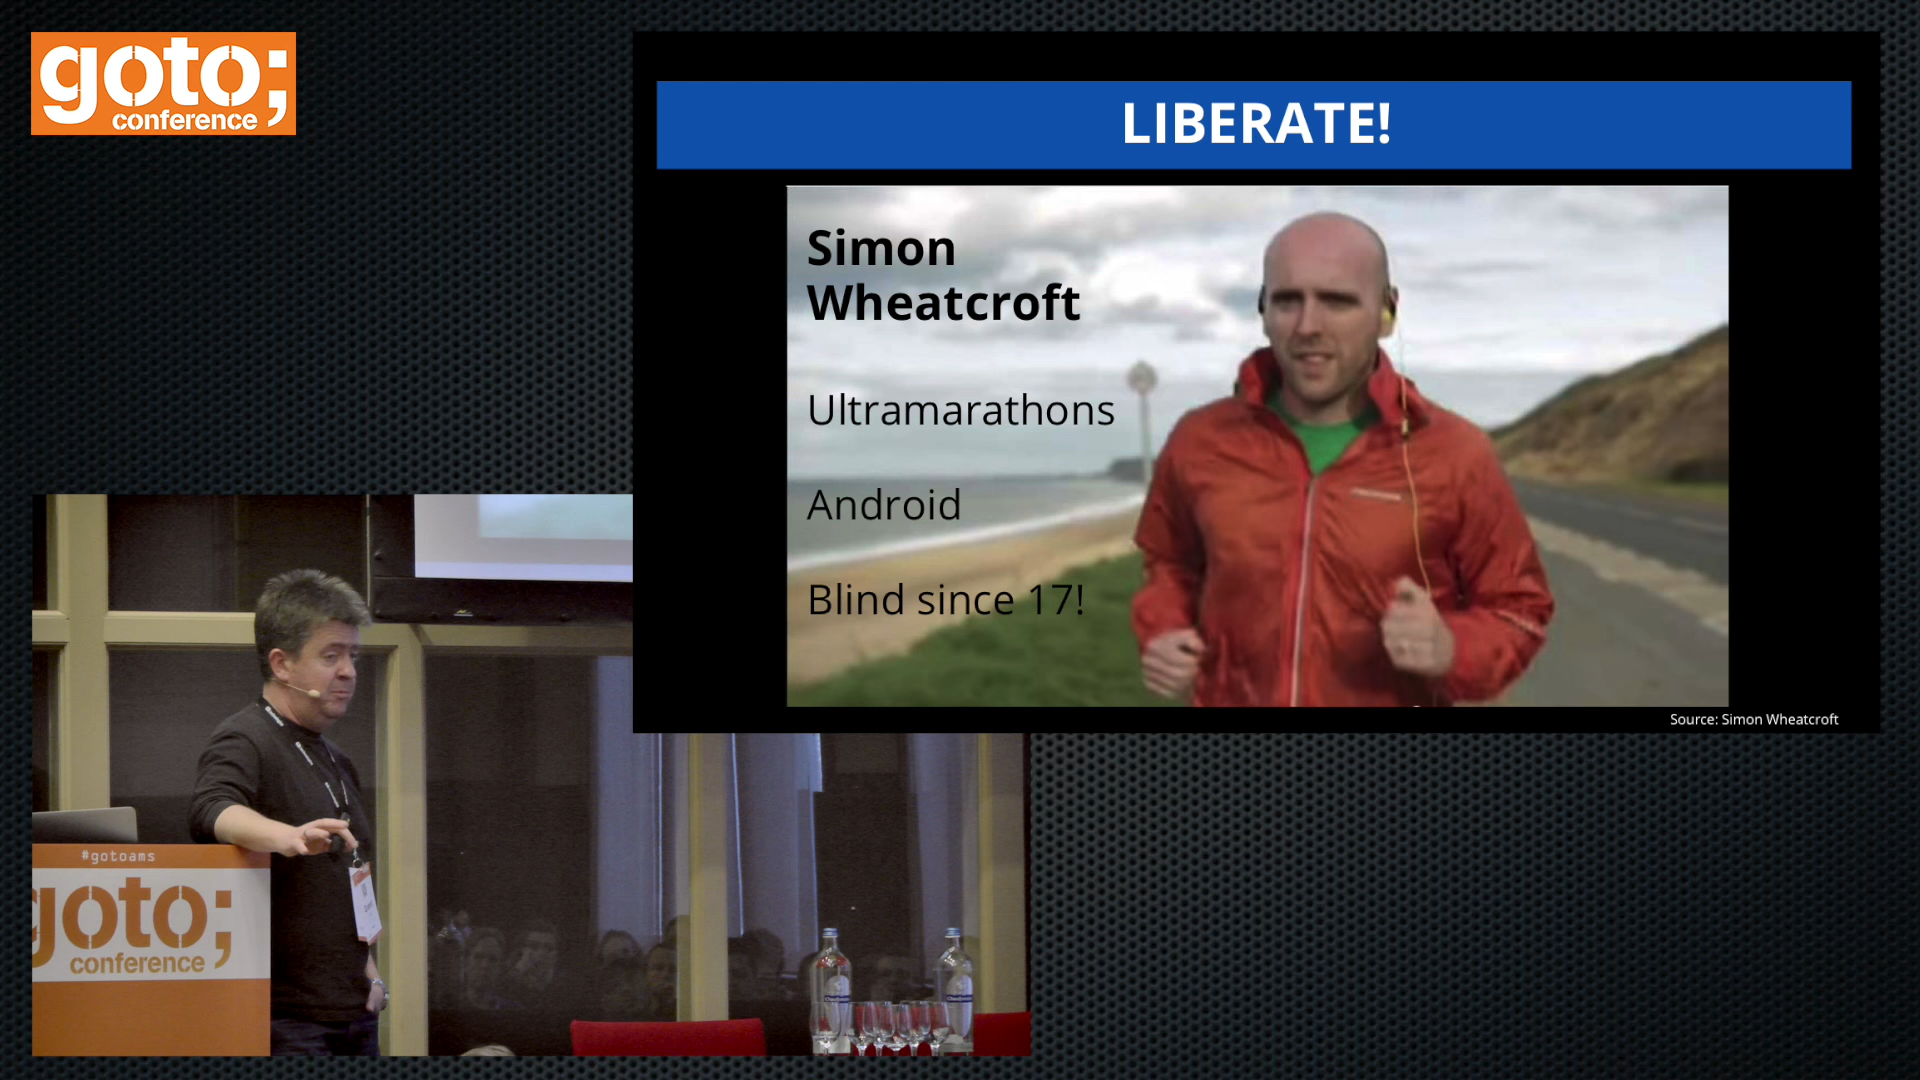 goto;
conference
LIBERATE!
Simon
Wheatcroft
Ultramarathons
Android
Blind since 17!
Source: Simon Wheatcroft
#gotoams
goto;
conference